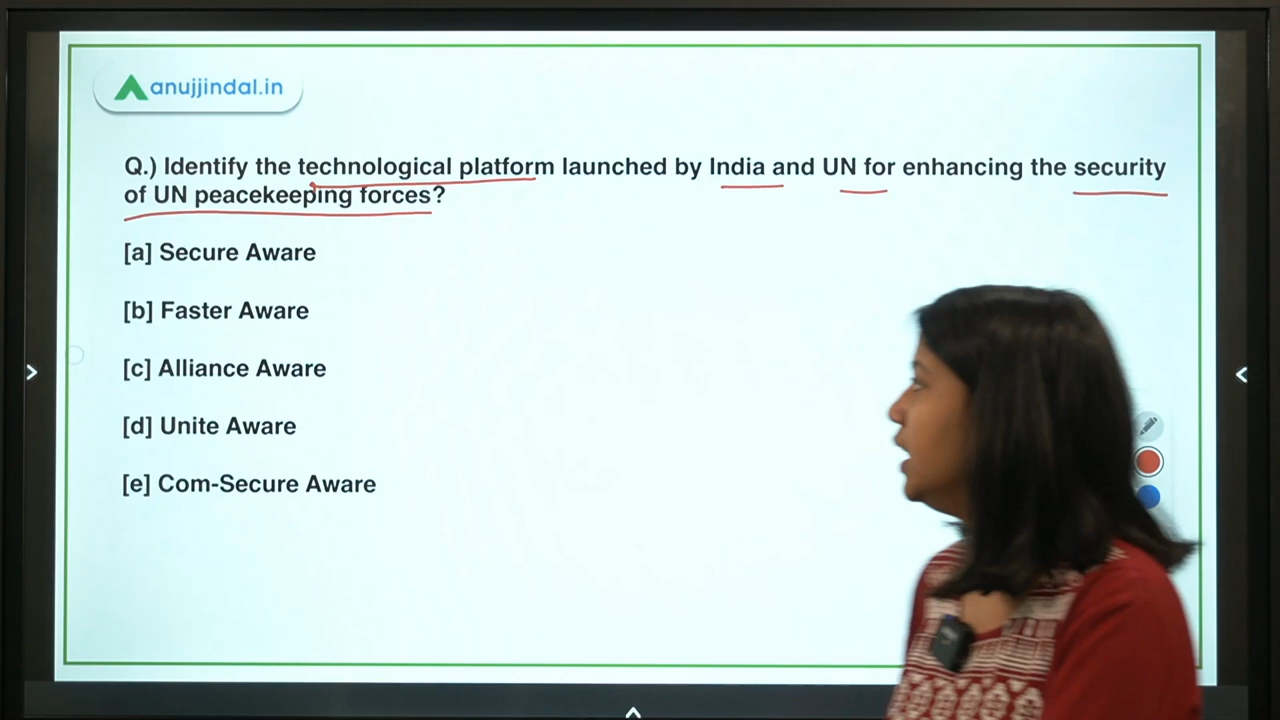 anujjindal.in
Q.) Identify the technological platform launched by India and UN for enhancing the security
of UN peacekeeping forces?
[a] Secure Aware
[b] Faster Aware
[c] Alliance Aware
[d] Unite Aware
[e] Com-Secure Aware